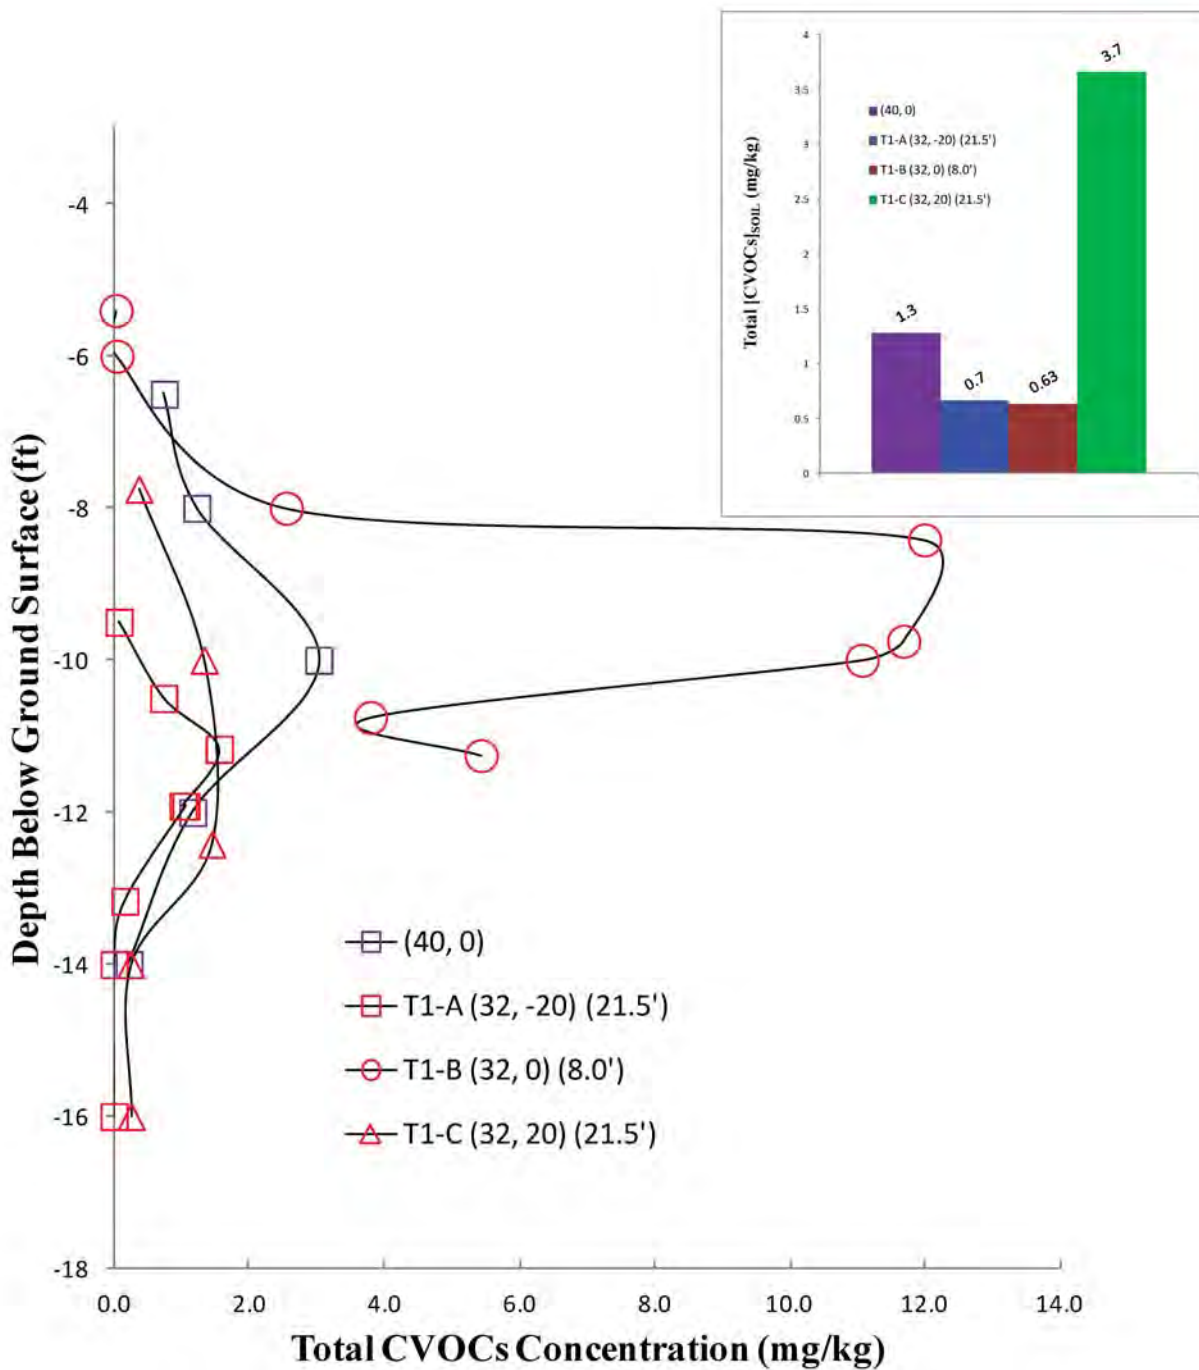 4
3.5
3
2.5
2
1.5
1
0.5
0
Total [CVOCs]SOIL (mg/kg)
3.7
1.3
0.7
0.63
(40, 0)
T1-A (32, -20) (21.5')
T1-B (32, 0) (8.0')
T1-C (32, 20) (21.5')
-4
-6
-8
-10
-12
-14
-16
-18
Depth Below Ground Surface (ft)
(40, 0)
T1-A (32, -20) (21.5')
T1-B (32, 0) (8.0')
T1-C (32, 20) (21.5')
0.0 2.0 4.0 6.0 8.0 10.0 12.0 14.0
Total CVOCs Concentration (mg/kg)